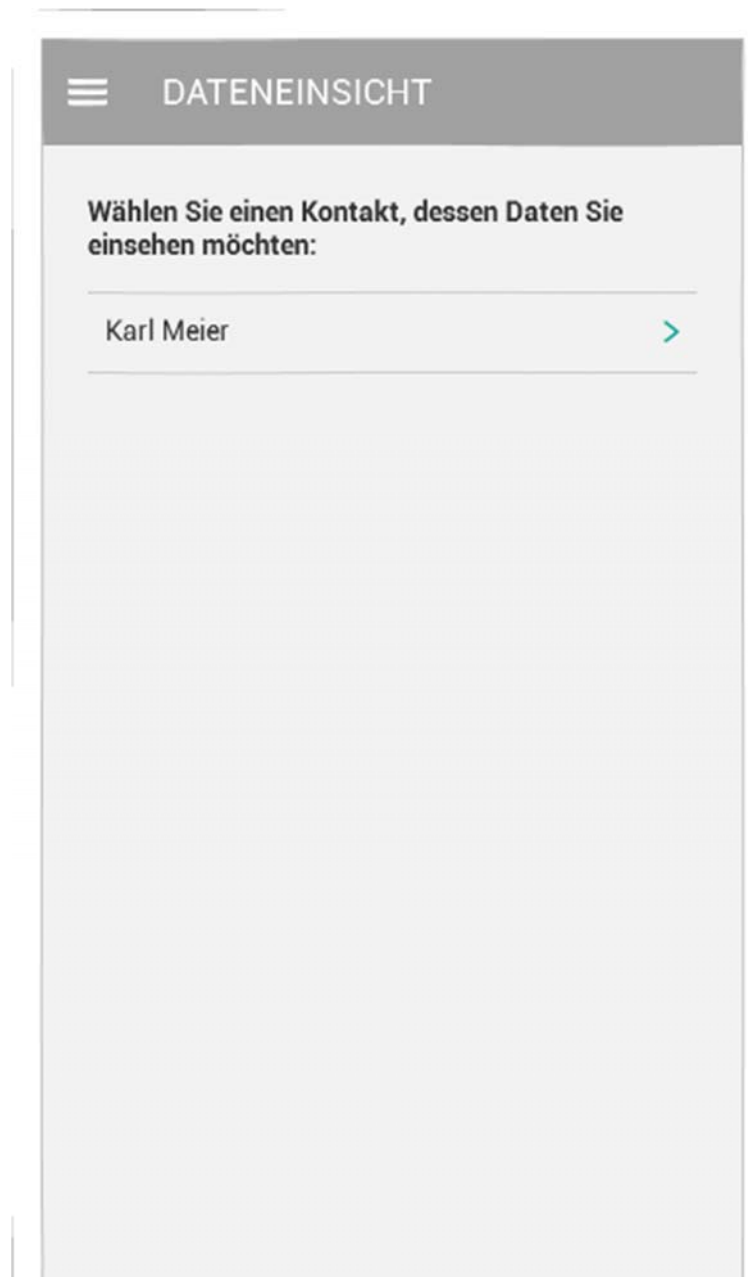 DATENEINSICHT
Wählen Sie einen Kontakt, dessen Daten Sie
einsehen möchten:
Karl Meier